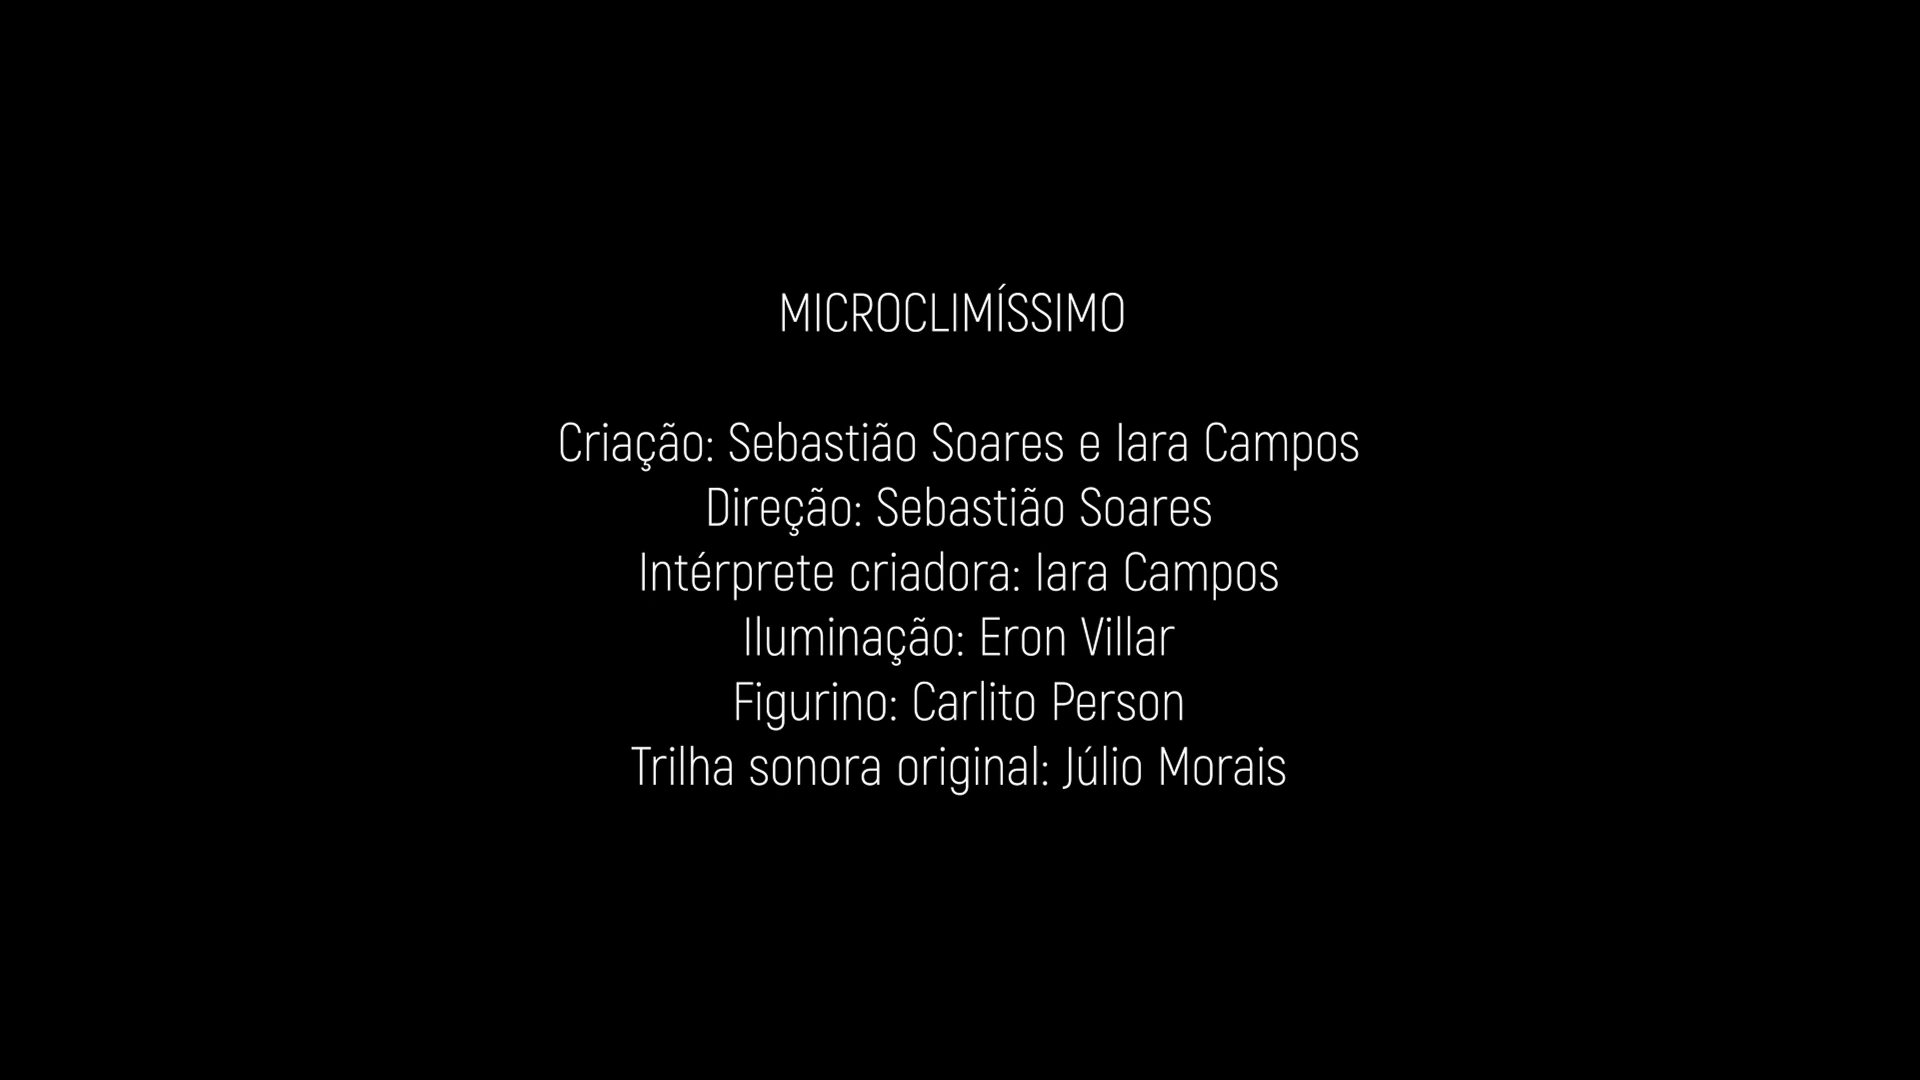 MICROCLIMÍSSIMO
Criação: Sebastião Soares e Iara Campos
Direção: Sebastião Soares
Intérprete criadora: Iara Campos
Iluminação: Eron Villar
Figurino: Carlito Person
Trilha sonora original: Júlio Morais